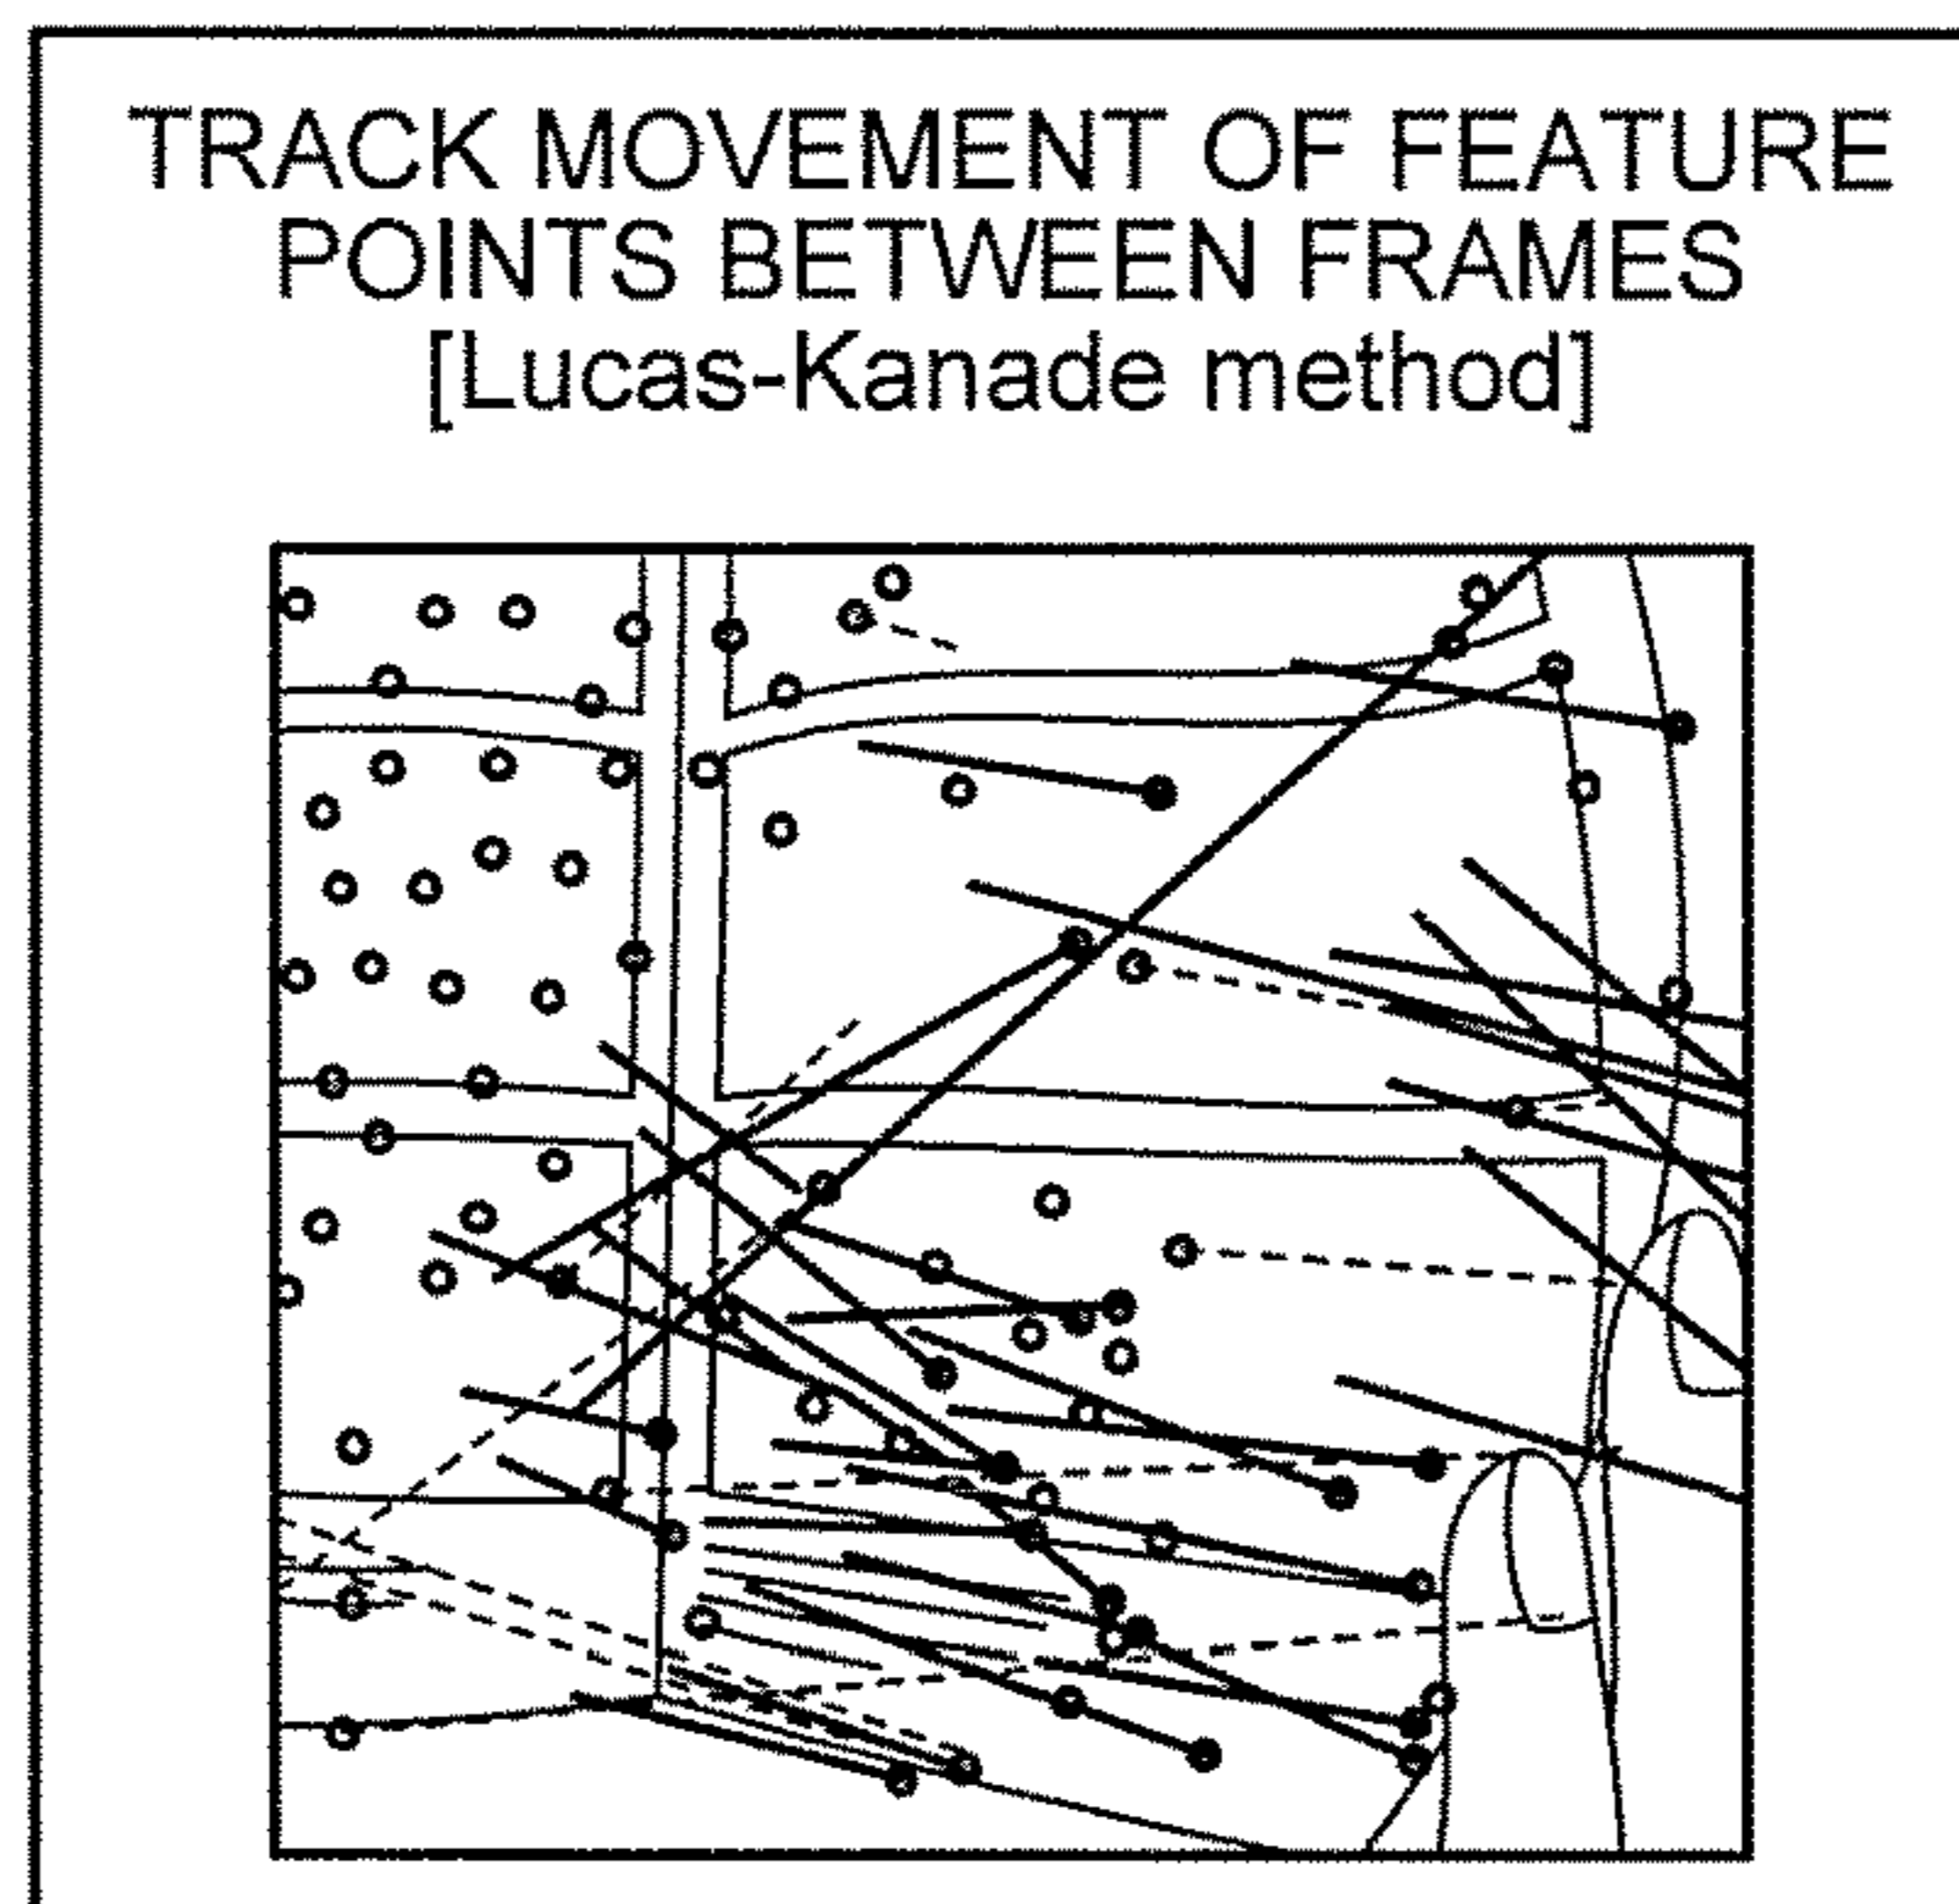 TRACK MOVEMENT OF FEATURE
POINTS BETWEEN FRAMES
[Lucas-Kanade method]